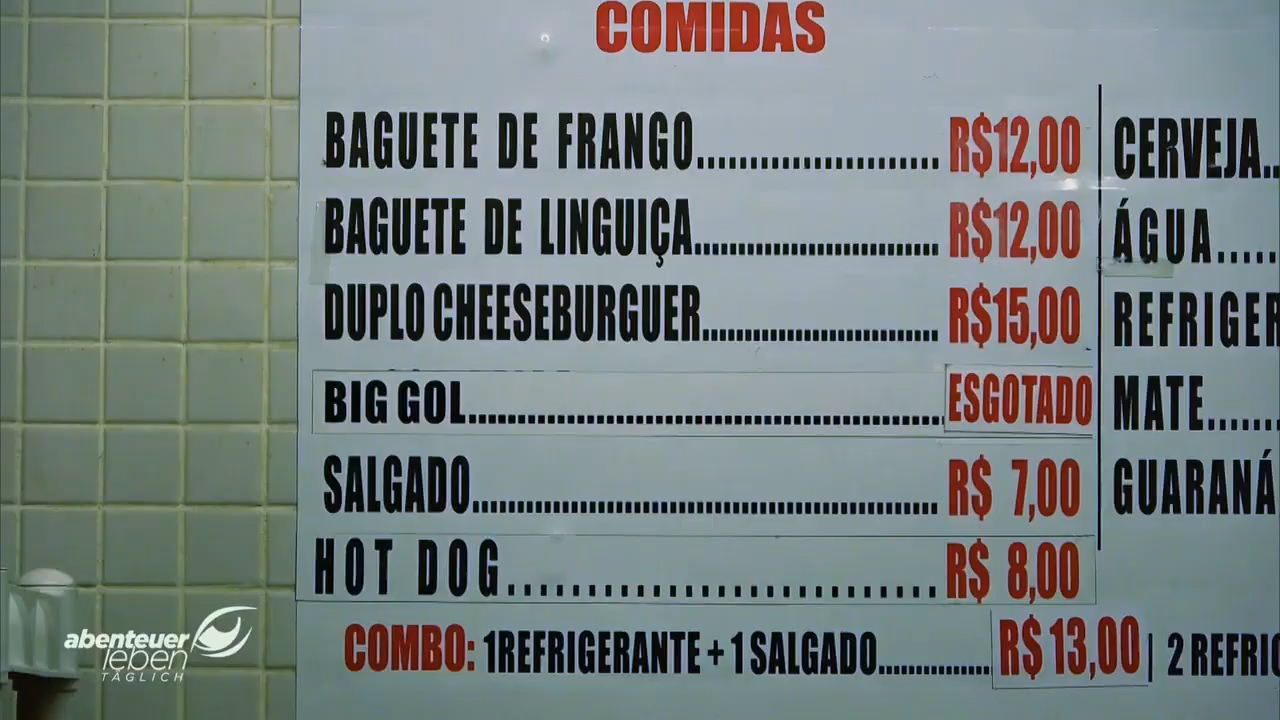 COMIDAS
BAGUETE DE FRANGO........................R$12,00
BAGUETE DE LINGUIÇA........................R$12,00
DUPLO CHEESEBURGUER........................R$15,00
BIG GOL........................ESGOTADO
SALGADO........................R$ 7,00
HOT DOG........................R$ 8,00
COMBO: 1REFRIGERANTE + 1 SALGADO................R$ 13,00 | 2 REFRIG
CERVEJA..
ÁGUA.....
REFRIGER
MATE......
GUARANÁ
abenteuer
leben
TÄGLICH